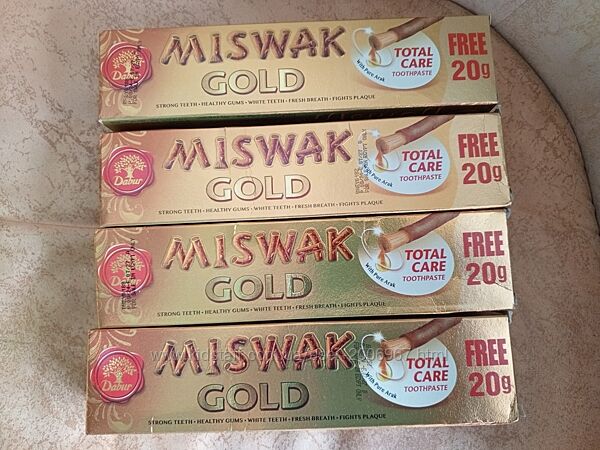 Dabur
MISWAK
GOLD
With Pure Arak
TOTAL
CARE
TOOTHPASTE
FREE
20g
STRONG TEETH • HEALTHY GUMS • WHITE TEETH • FRESH BREATH • FIGHTS PLAQUE
Dabur
MISWAK
GOLD
With Pure Arak
TOTAL
CARE
TOOTHPASTE
FREE
20g
STRONG TEETH • HEALTHY GUMS • WHITE TEETH • FRESH BREATH • FIGHTS PLAQUE
Dabur
MISWAK
GOLD
With Pure Arak
TOTAL
CARE
TOOTHPASTE
FREE
20g
STRONG TEETH • HEALTHY GUMS • WHITE TEETH • FRESH BREATH • FIGHTS PLAQUE
Dabur
MISWAK
GOLD
With Pure Arak
TOTAL
CARE
TOOTHPASTE
FREE
20g
STRONG TEETH • HEALTHY GUMS • WHITE TEETH • FRESH BREATH • FIGHTS PLAQUE